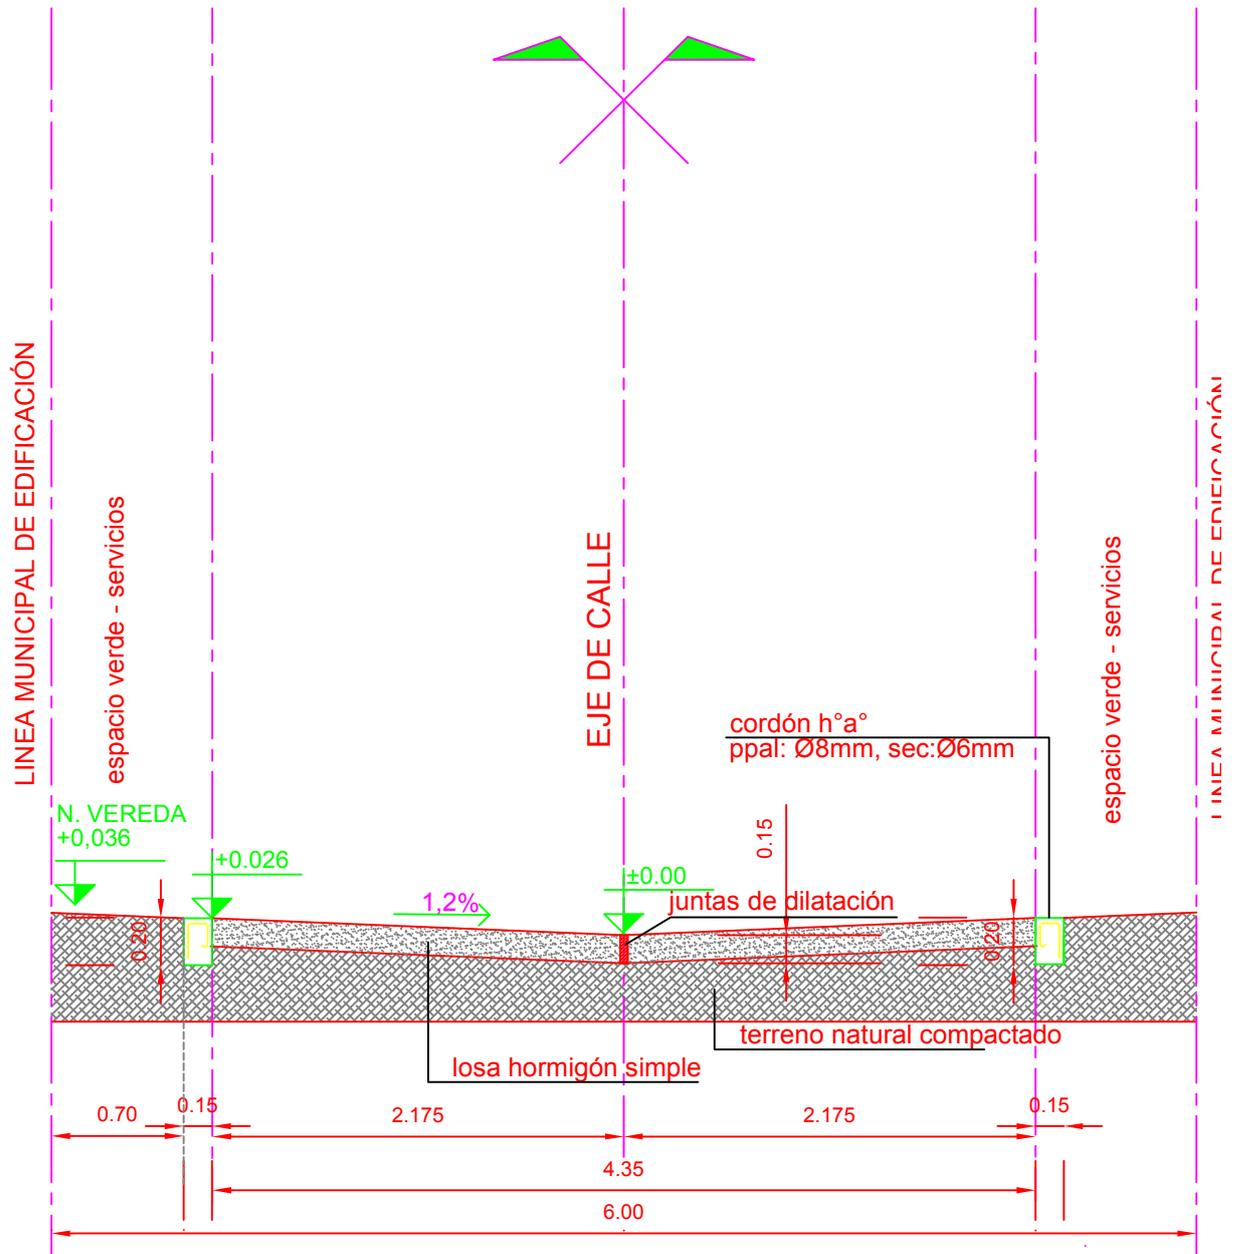 LINEA MUNICIPAL DE EDIFICACIÓN
espacio verde - servicios
EJE DE CALLE
espacio verde - servicios
LINEA MUNICIPAL DE EDIFICACIÓN
cordón h°a°
ppal: Ø8mm, sec:Ø6mm
N. VEREDA
+0,036
+0.026
1,2%
±0.00
juntas de dilatación
0.15
0.20
0.20
terreno natural compactado
losa hormigón simple
0.70
0.15
2.175
2.175
0.15
4.35
6.00